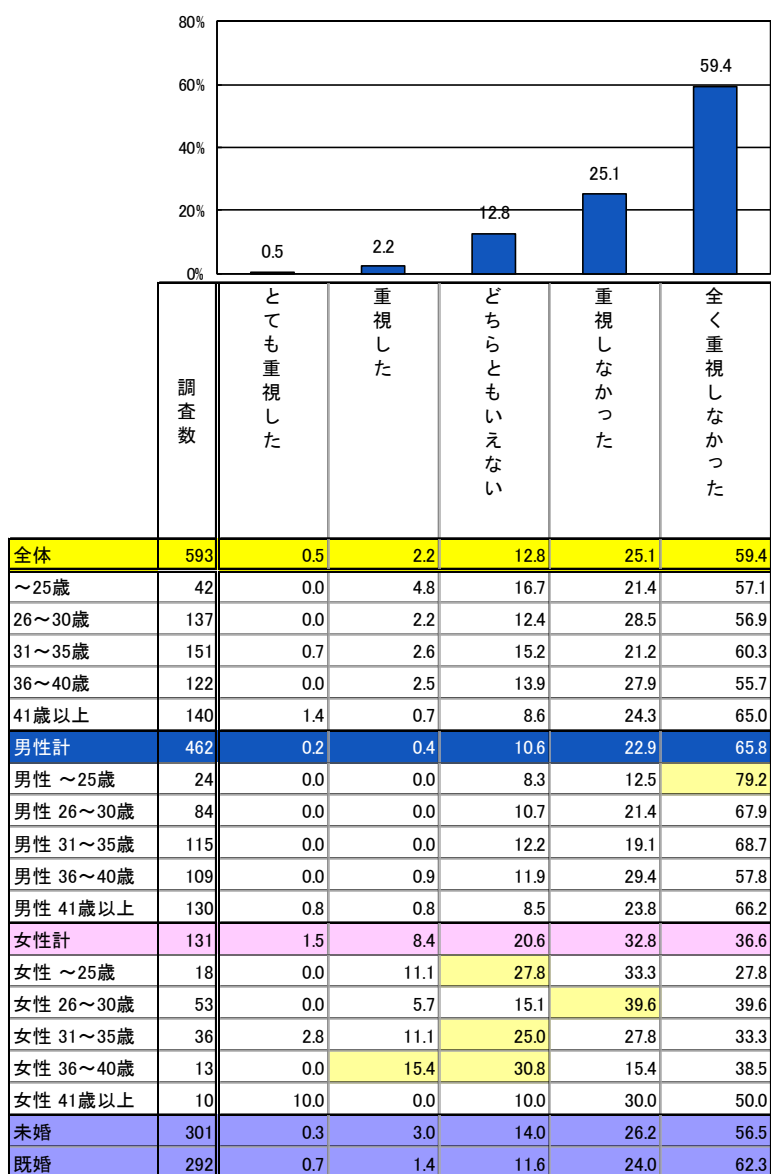 80%
60%
40%
20%
0%
0.5
2.2
12.8
25.1
59.4
調査数
とても重視した
重視した
どちらともいえない
重視しなかった
全く重視しなかった
全体 593 0.5 2.2 12.8 25.1 59.4
～25歳 42 0.0 4.8 16.7 21.4 57.1
26～30歳 137 0.0 2.2 12.4 28.5 56.9
31～35歳 151 0.7 2.6 15.2 21.2 60.3
36～40歳 122 0.0 2.5 13.9 27.9 55.7
41歳以上 140 1.4 0.7 8.6 24.3 65.0
男性計 462 0.2 0.4 10.6 22.9 65.8
男性 ～25歳 24 0.0 0.0 8.3 12.5 79.2
男性 26～30歳 84 0.0 0.0 10.7 21.4 67.9
男性 31～35歳 115 0.0 0.0 12.2 19.1 68.7
男性 36～40歳 109 0.0 0.9 11.9 29.4 57.8
男性 41歳以上 130 0.8 0.8 8.5 23.8 66.2
女性計 131 1.5 8.4 20.6 32.8 36.6
女性 ～25歳 18 0.0 11.1 27.8 33.3 27.8
女性 26～30歳 53 0.0 5.7 15.1 39.6 39.6
女性 31～35歳 36 2.8 11.1 25.0 27.8 33.3
女性 36～40歳 13 0.0 15.4 30.8 15.4 38.5
女性 41歳以上 10 10.0 0.0 10.0 30.0 50.0
未婚 301 0.3 3.0 14.0 26.2 56.5
既婚 292 0.7 1.4 11.6 24.0 62.3